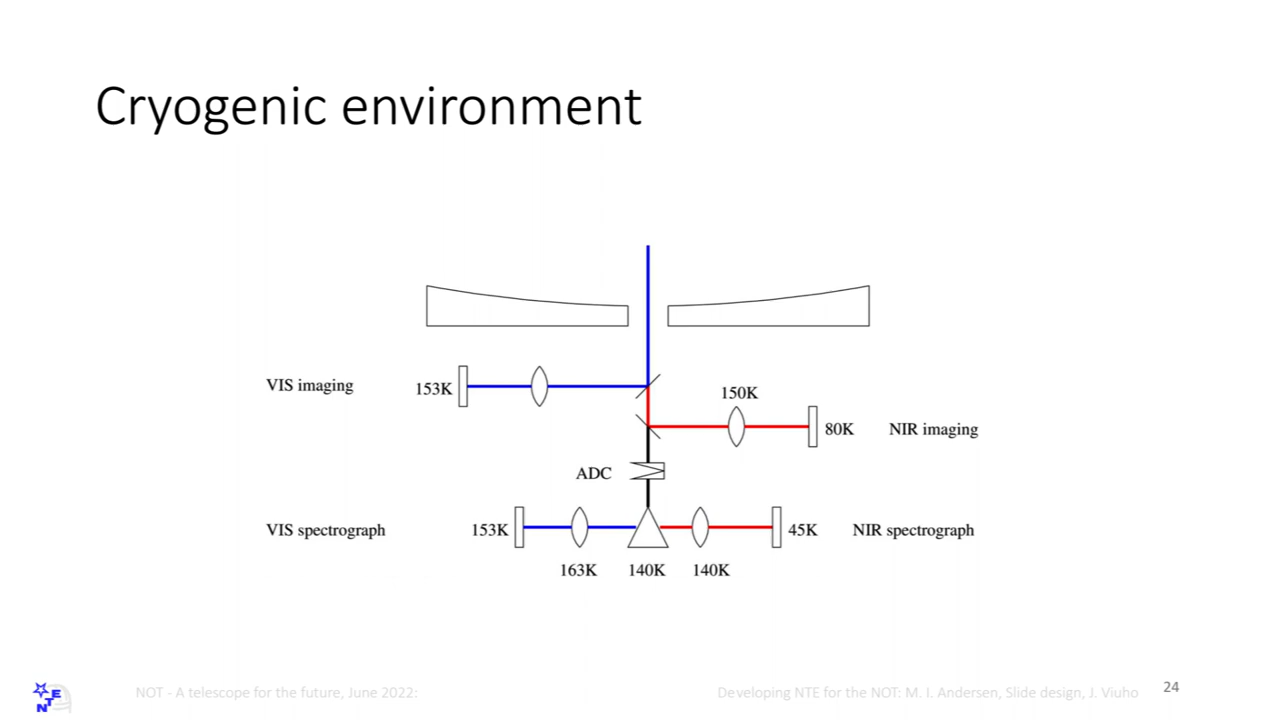 Cryogenic environment
VIS imaging
153K
150K
80K
NIR imaging
ADC
VIS spectrograph
153K
45K
NIR spectrograph
163K
140K
140K
NTE
NOT - A telescope for the future, June 2022:
Developing NTE for the NOT: M. I. Andersen, Slide design, J. Viuho
24